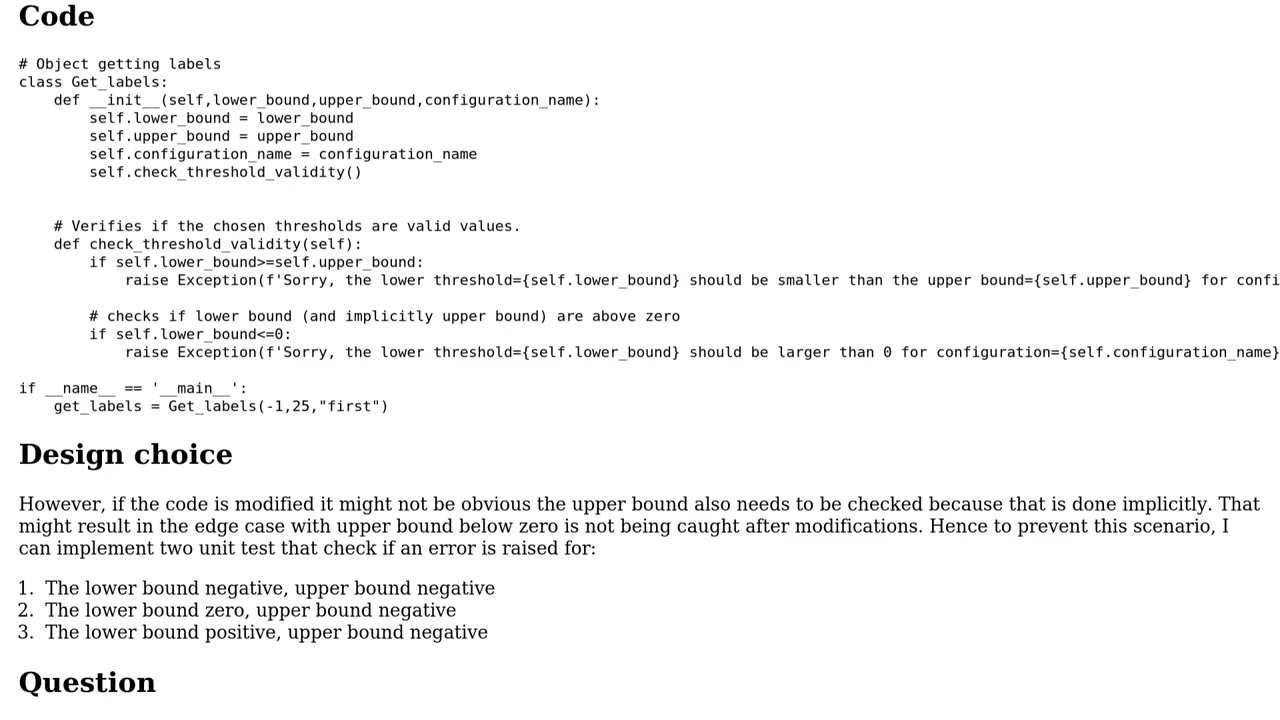 Code
# Object getting labels
class Get_labels:
    def __init__(self,lower_bound,upper_bound,configuration_name):
        self.lower_bound = lower_bound
        self.upper_bound = upper_bound
        self.configuration_name = configuration_name
        self.check_threshold_validity()
    # Verifies if the chosen thresholds are valid values.
    def check_threshold_validity(self):
        if self.lower_bound>=self.upper_bound:
            raise Exception(f'Sorry, the lower threshold={self.lower_bound} should be smaller than the upper bound={self.upper_bound} for confi
        # checks if lower bound (and implicitly upper bound) are above zero
        if self.lower_bound<=0:
            raise Exception(f'Sorry, the lower threshold={self.lower_bound} should be larger than 0 for configuration={self.configuration_name}
if __name__ == '__main__':
    get_labels = Get_labels(-1,25,"first")
Design choice
However, if the code is modified it might not be obvious the upper bound also needs to be checked because that is done implicitly. That
might result in the edge case with upper bound below zero is not being caught after modifications. Hence to prevent this scenario, I
can implement two unit test that check if an error is raised for:
1. The lower bound negative, upper bound negative
2. The lower bound zero, upper bound negative
3. The lower bound positive, upper bound negative
Question